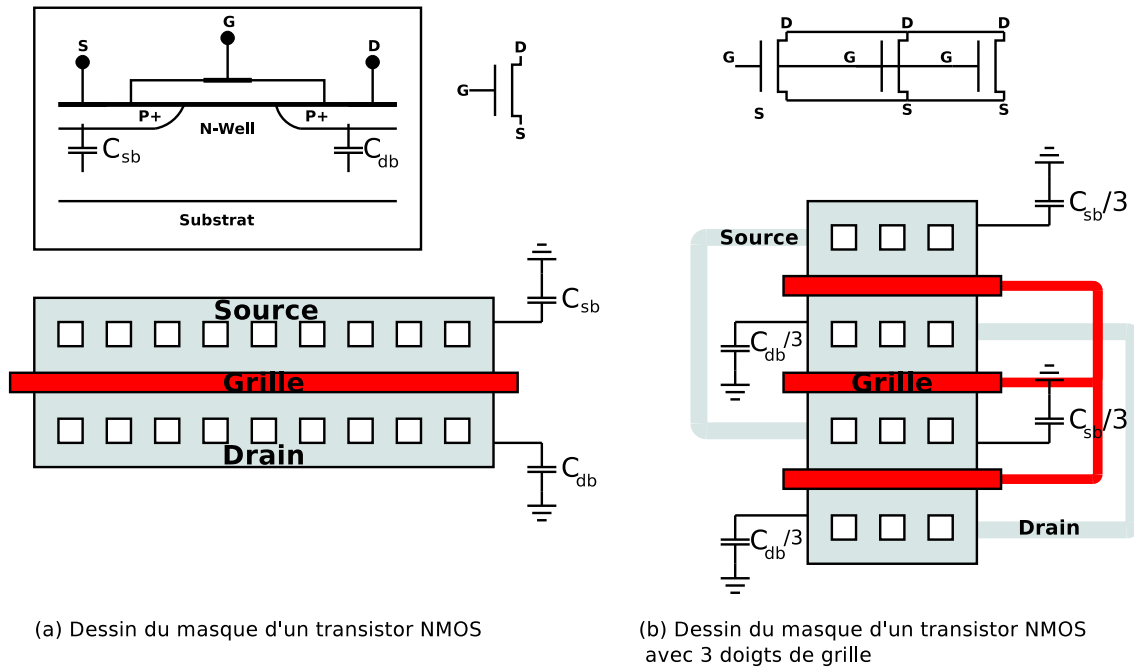 G
S
D
P+
P+
N-Well
Csb
Cdb
Substrat
D
G
S
D
D
D
G
G
G
S
S
S
Source
Csb
Grille
Drain
Cdb
Csb/3
Source
Cdb/3
Grille
Csb/3
Cdb/3
Drain
(a) Dessin du masque d'un transistor NMOS
(b) Dessin du masque d'un transistor NMOS
avec 3 doigts de grille